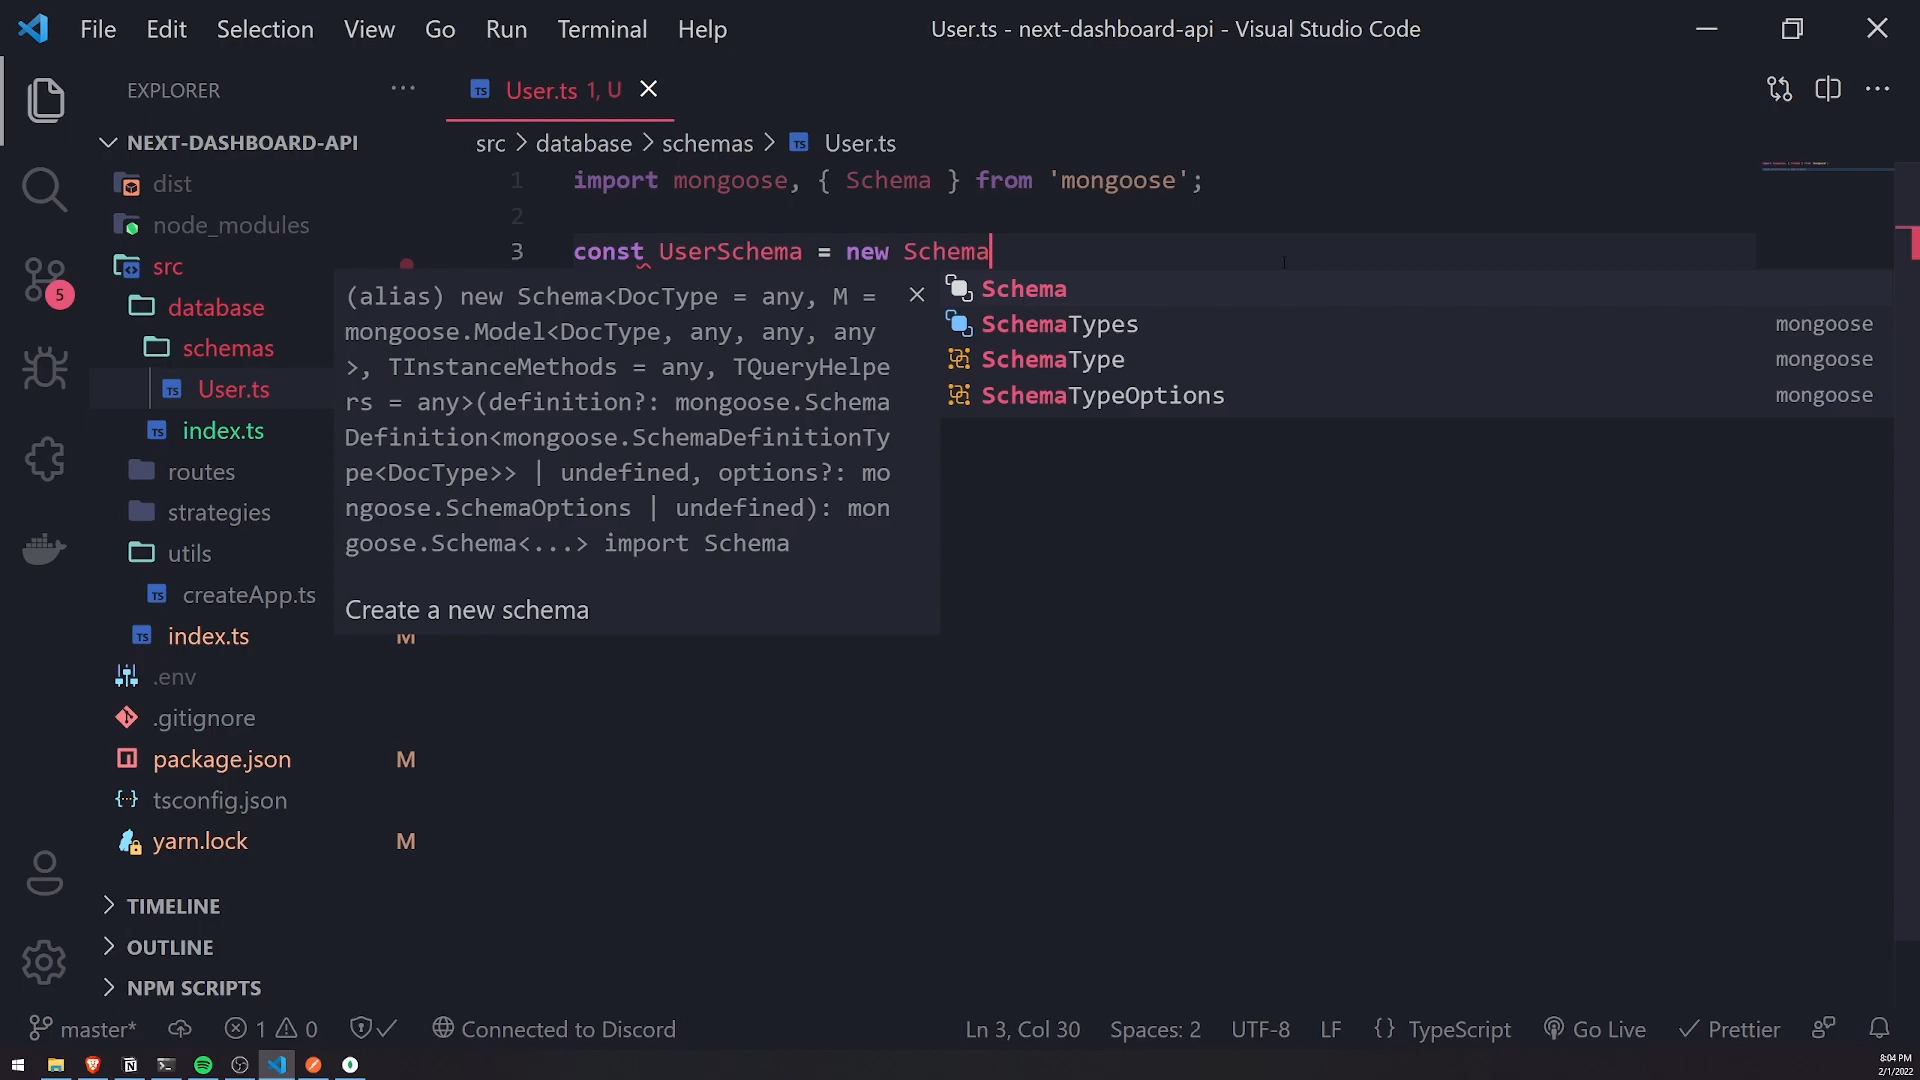 File Edit Selection View Go Run Terminal Help
User.ts - next-dashboard-api - Visual Studio Code
EXPLORER
User.ts 1, U
NEXT-DASHBOARD-API
src > database > schemas > User.ts
dist
node_modules
src
database
schemas
User.ts
index.ts
routes
strategies
utils
createApp.ts
index.ts M
.env
.gitignore
package.json M
tsconfig.json
yarn.lock M
TIMELINE
OUTLINE
NPM SCRIPTS
5
1 import mongoose, { Schema } from 'mongoose';
2
3 const UserSchema = new Schema
(alias) new Schema<DocType = any, M =
mongoose.Model<DocType, any, any, any
>, TInstanceMethods = any, TQueryHelpe
rs = any>(definition?: mongoose.Schema
Definition<mongoose.SchemaDefinitionTy
pe<DocType>> | undefined, options?: mo
ngoose.SchemaOptions | undefined): mon
goose.Schema<...> import Schema
Create a new schema
Schema
SchemaTypes mongoose
SchemaType mongoose
SchemaTypeOptions mongoose
master* 1 0 Connected to Discord Ln 3, Col 30 Spaces: 2 UTF-8 LF {} TypeScript Go Live Prettier
8:04 PM
2/1/2022